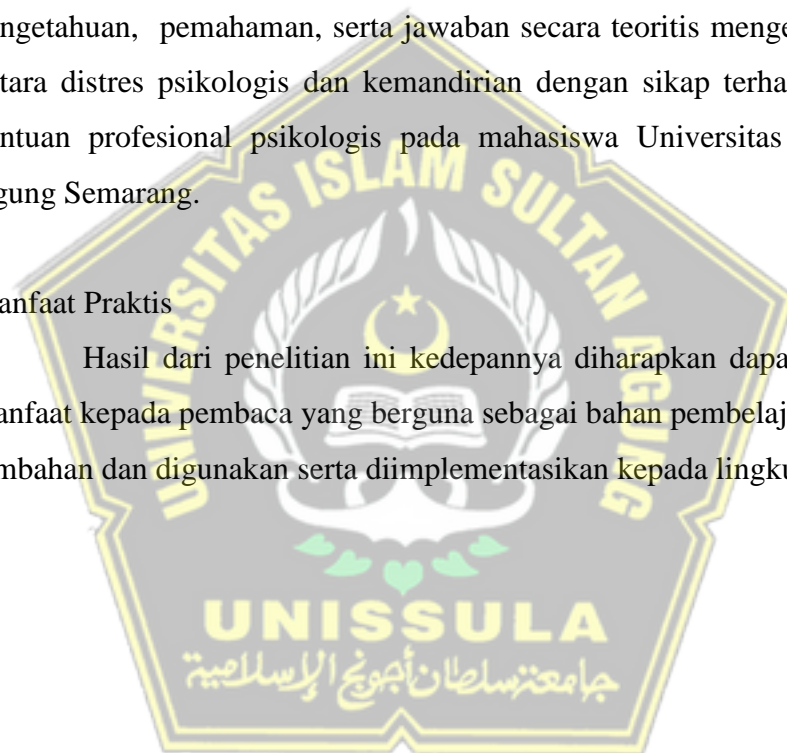 ngetahuan, pemahaman, serta jawaban secara teoritis menge
tara distres psikologis dan kemandirian dengan sikap terha
ntuan profesional psikologis pada mahasiswa Universitas
gung Semarang.
anfaat Praktis
Hasil dari penelitian ini kedepannya diharapkan dapa
anfaat kepada pembaca yang berguna sebagai bahan pembelaj
mbahan dan digunakan serta diimplementasikan kepada lingku
UNIVERSITAS ISLAM SULTAN AGUNG
UNISSULA
جامعتسلطان أجونج الإسلامية